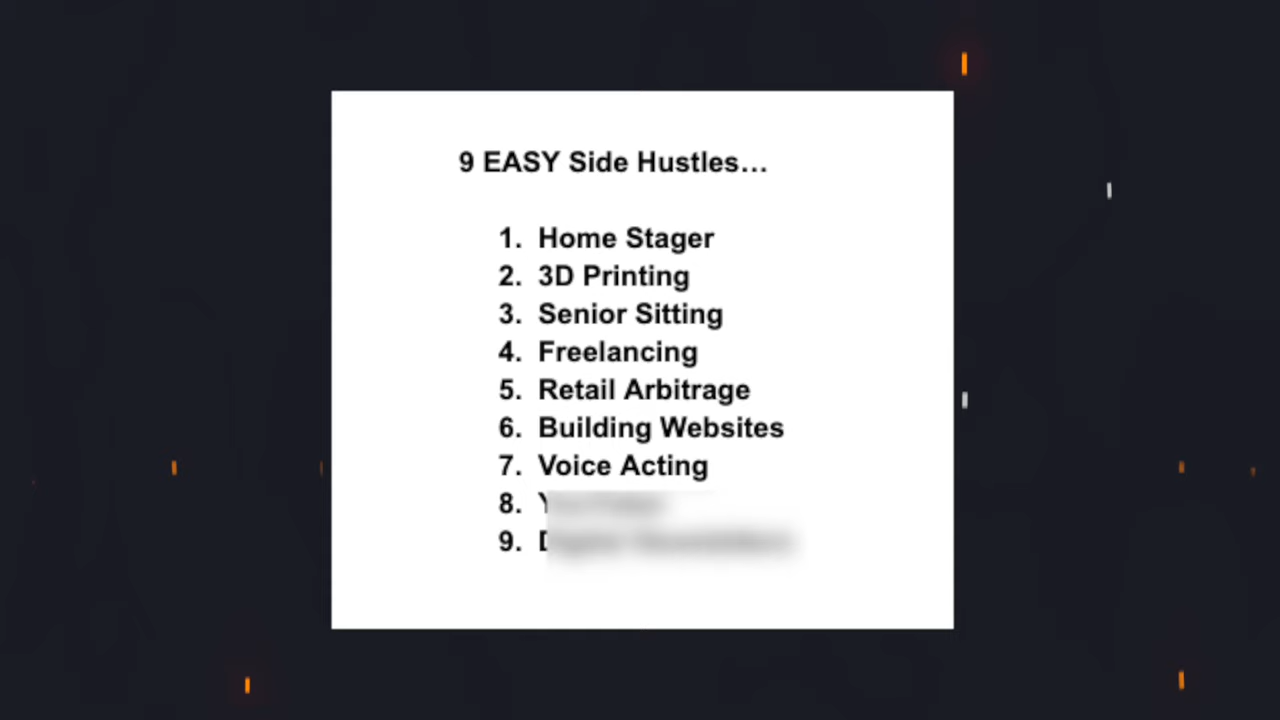 9 EASY Side Hustles…
1. Home Stager
2. 3D Printing
3. Senior Sitting
4. Freelancing
5. Retail Arbitrage
6. Building Websites
7. Voice Acting
8.
9.